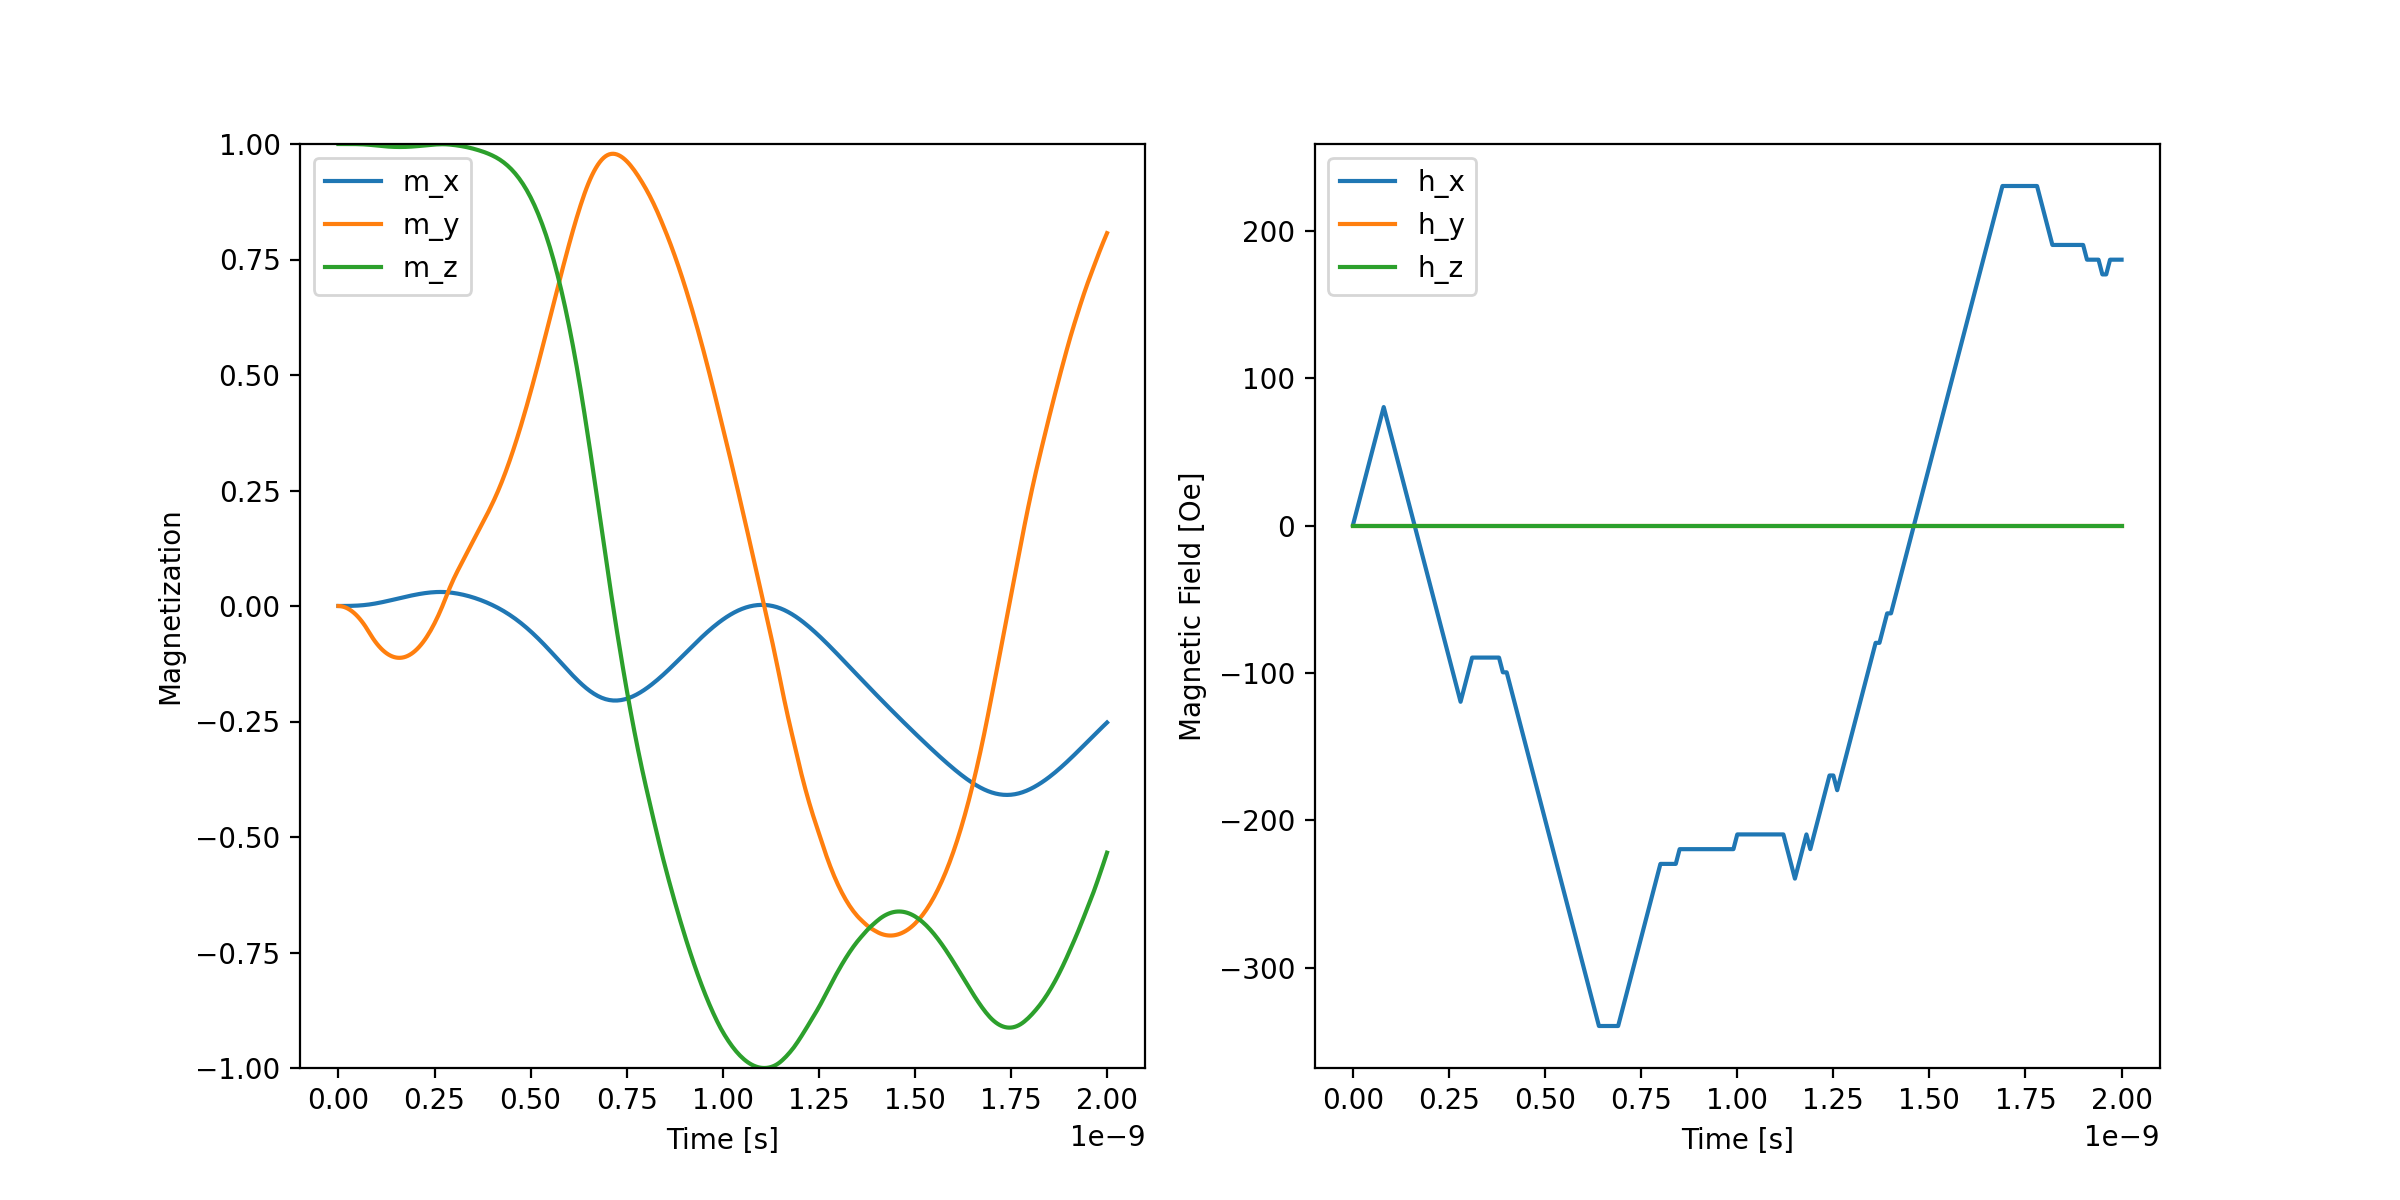 1.00
0.75
0.50
0.25
0.00
−0.25
−0.50
−0.75
−1.00
Magnetization
m_x
m_y
m_z
0.00 0.25 0.50 0.75 1.00 1.25 1.50 1.75 2.00
Time [s]
1e−9
200
100
0
−100
−200
−300
Magnetic Field [Oe]
h_x
h_y
h_z
0.00 0.25 0.50 0.75 1.00 1.25 1.50 1.75 2.00
Time [s]
1e−9